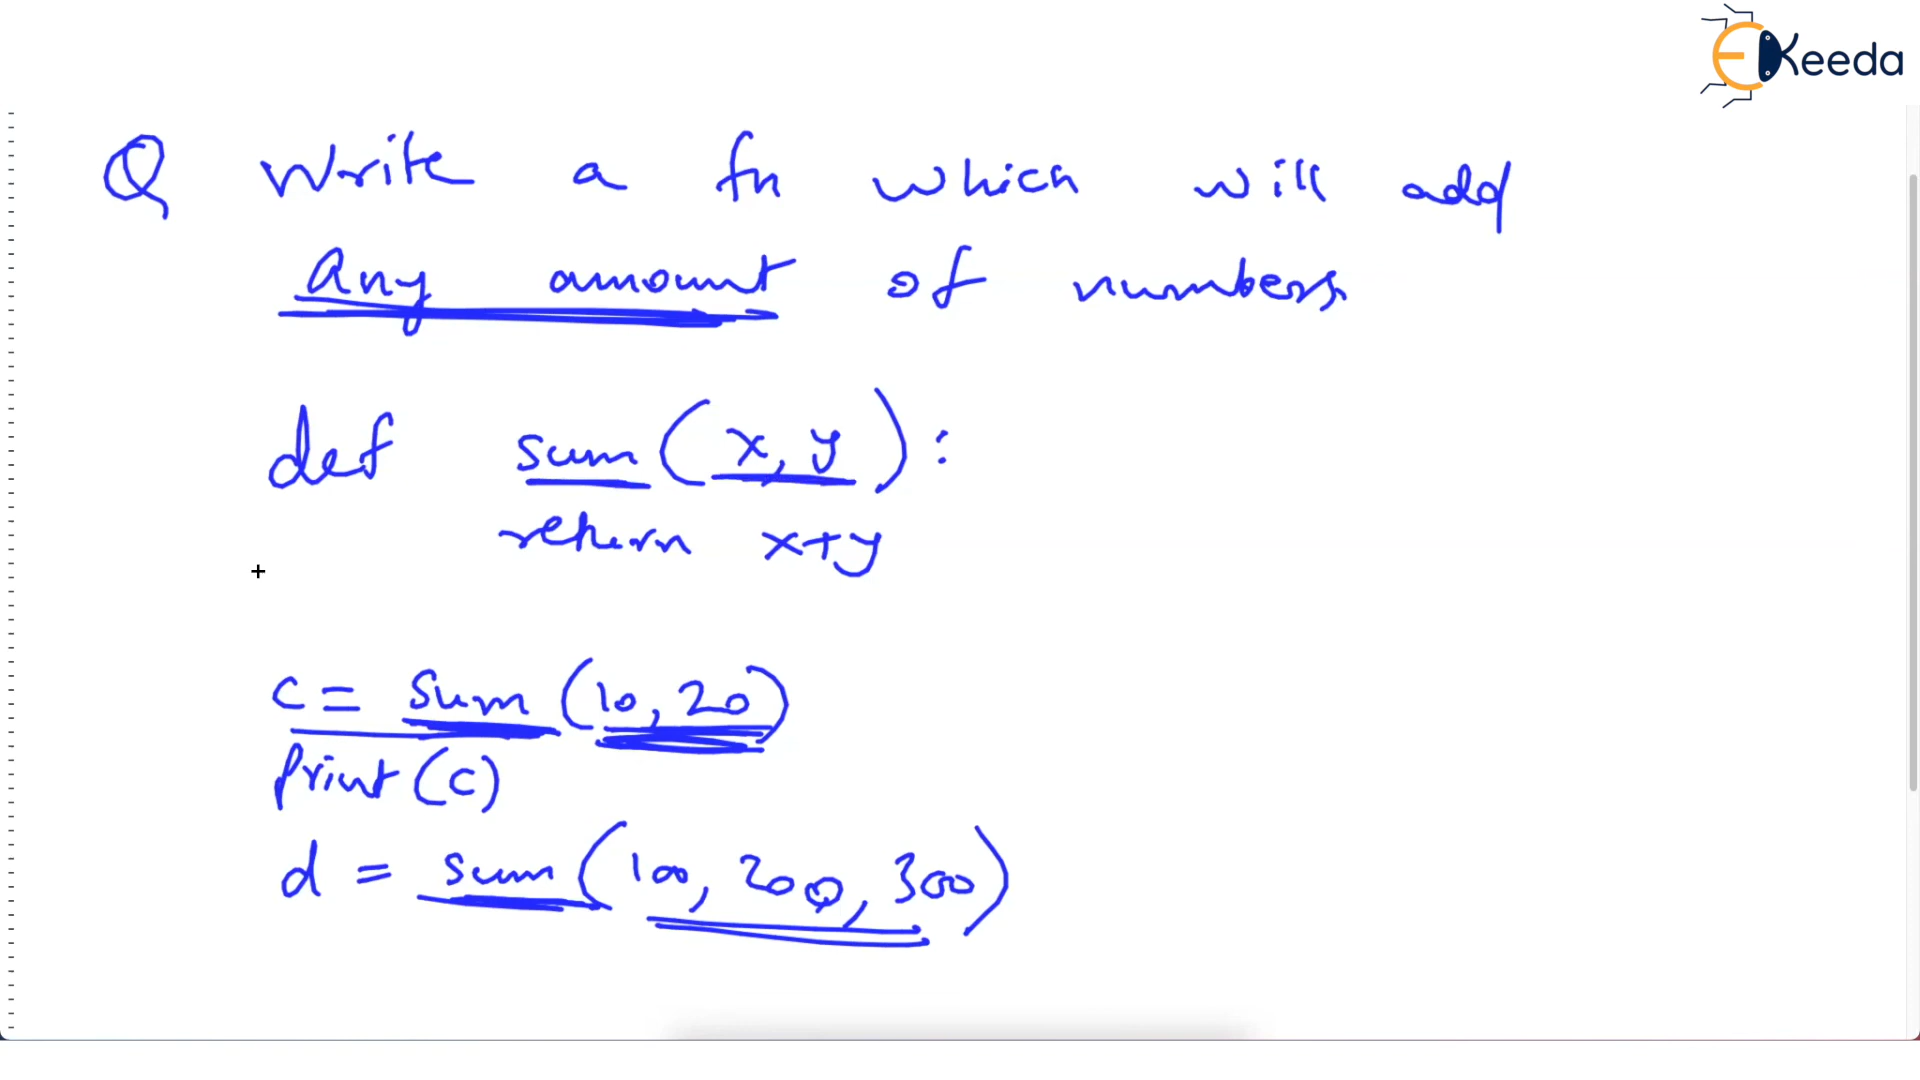 EKeeda
Q Write a fn which will add
any amount of numbers
def sum(x, y):
return x+y
c = sum(10, 20)
print(c)
d = sum(100, 200, 300)